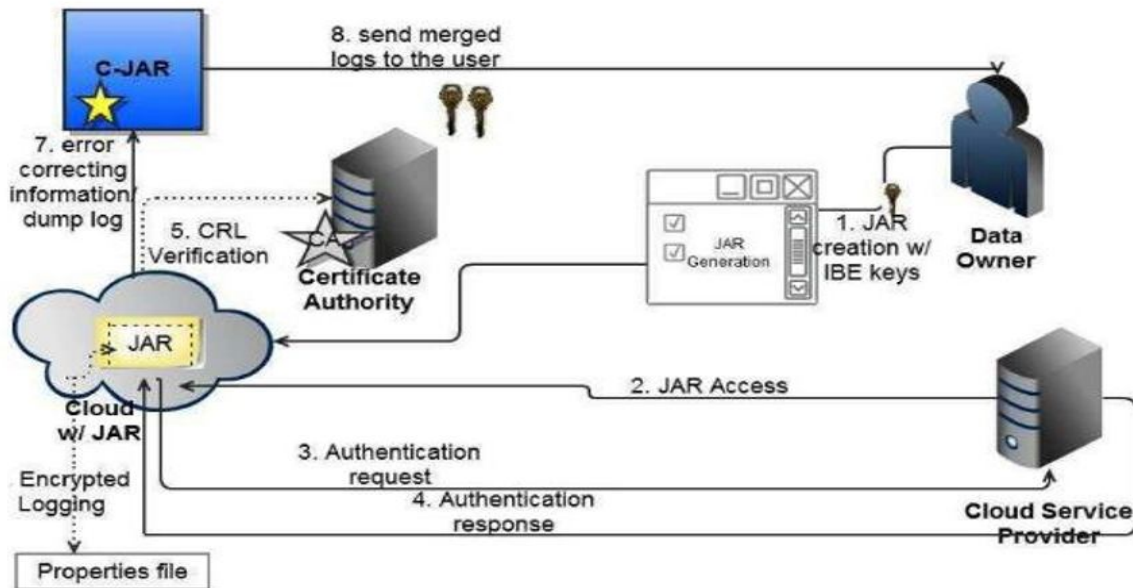 8. send merged
logs to the user
C-JAR
7. error
correcting
information/
dump log
5. CRL
Verification
CA
Certificate
Authority
JAR
Generation
1. JAR
creation w/
IBE keys
Data
Owner
JAR
Cloud
w/ JAR
2. JAR Access
3. Authentication
request
4. Authentication
response
Cloud Service
Provider
Encrypted
Logging
Properties file